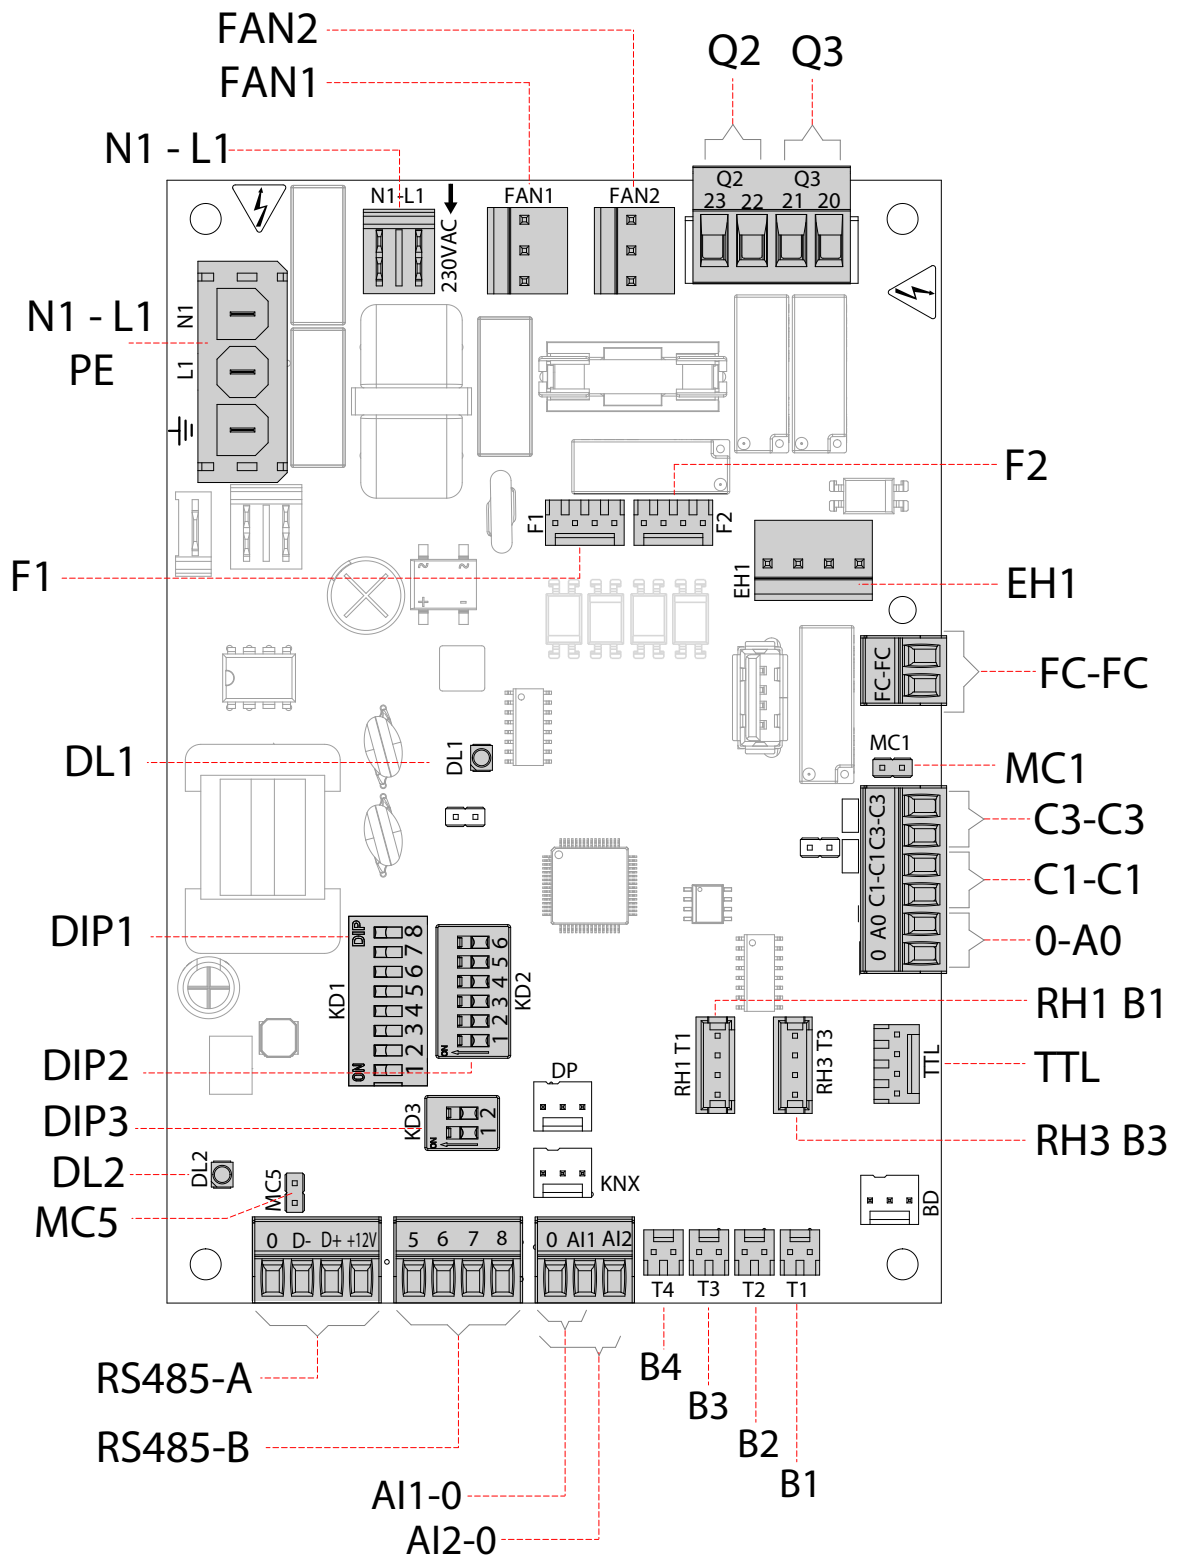 FAN2
FAN1
Q2 Q3
N1 - L1
N1-L1
230VAC
FAN1
FAN2
Q2 Q3
23 22 21 20
N1 - L1
PE
N1
L1
F2
F1
F2
F1
EH1
EH1
FC-FC
FC-FC
DL1
DL1
MC1
MC1
C3-C3
C3-C3
C1-C1
C1-C1
0-A0
0 A0
DIP1
DIP
ON
1 2 3 4 5 6 7 8
KD1
ON
1 2 3 4 5 6
KD2
RH1 B1
RH1 T1
RH3 T3
TTL
TTL
DIP2
DP
DIP3
KD3
ON
1 2
RH3 B3
DL2
DL2
KNX
MC5
MC5
BD
0 D- D+ +12V
5 6 7 8
0 AI1 AI2
T4 T3 T2 T1
RS485-A
B4
B3
RS485-B
B2
B1
AI1-0
AI2-0